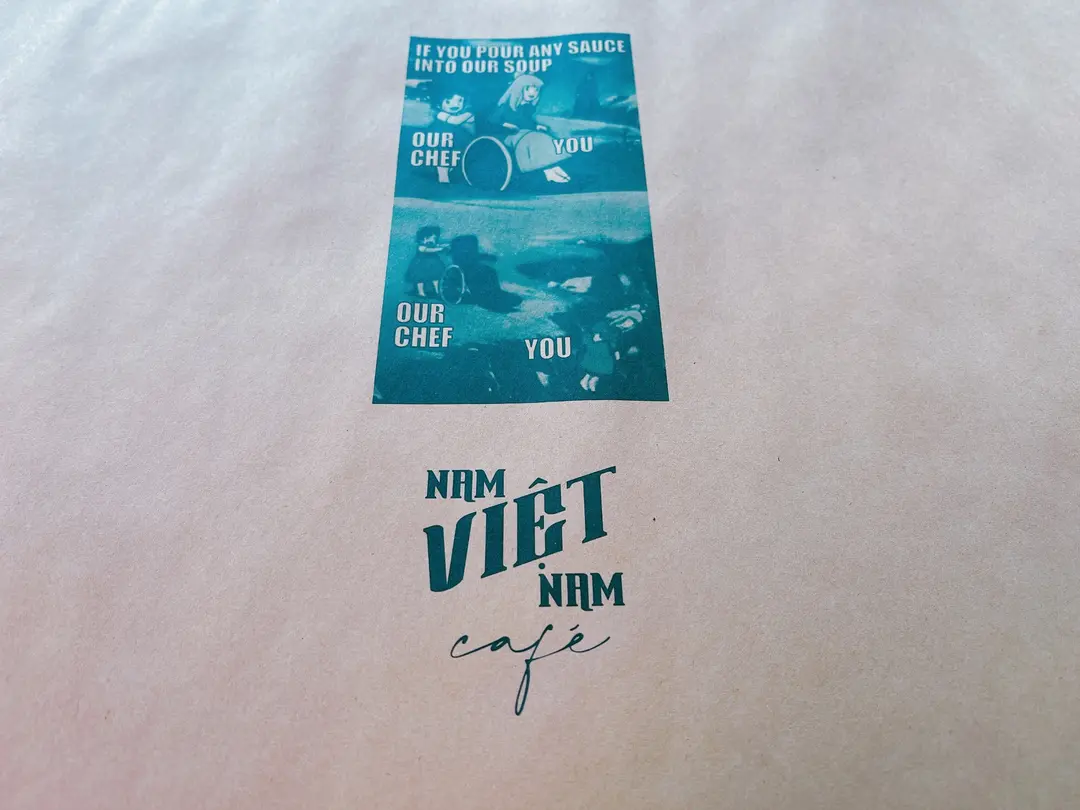 IF YOU POUR ANY SAUCE
INTO OUR SOUP
OUR
CHEF
YOU
OUR
CHEF
YOU
NAM
VIỆT
NAM
café